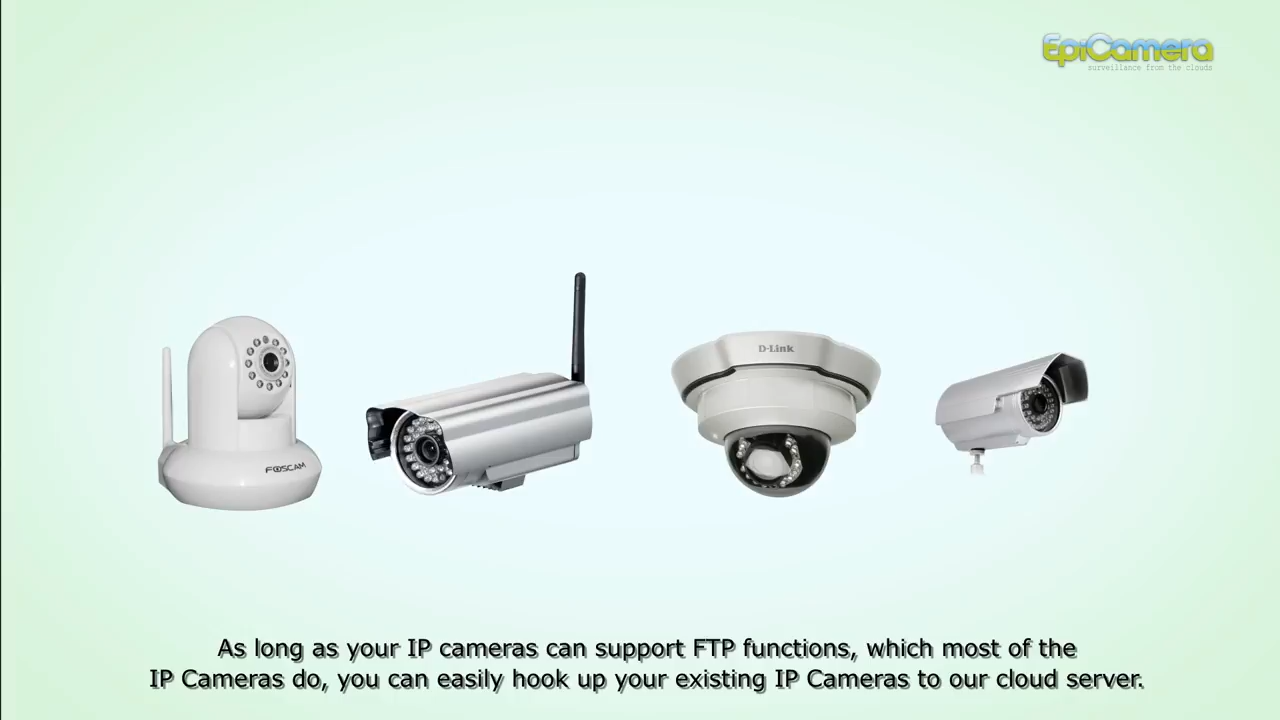 EpiCamera
surveillance from the clouds
D-Link
FOSCAM
As long as your IP cameras can support FTP functions, which most of the
IP Cameras do, you can easily hook up your existing IP Cameras to our cloud server.